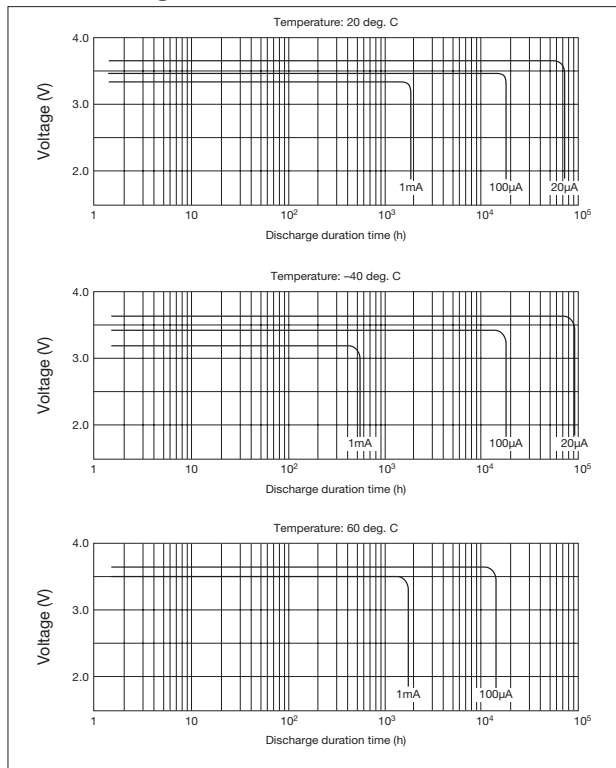 Temperature: 20 deg. C
4.0
3.0
2.0
Voltage (V)
1mA 100μA 20μA
1 10 10² 10³ 10⁴ 10⁵
Discharge duration time (h)
Temperature: –40 deg. C
4.0
3.0
2.0
Voltage (V)
1mA 100μA 20μA
1 10 10² 10³ 10⁴ 10⁵
Discharge duration time (h)
Temperature: 60 deg. C
4.0
3.0
2.0
Voltage (V)
1mA 100μA
1 10 10² 10³ 10⁴ 10⁵
Discharge duration time (h)